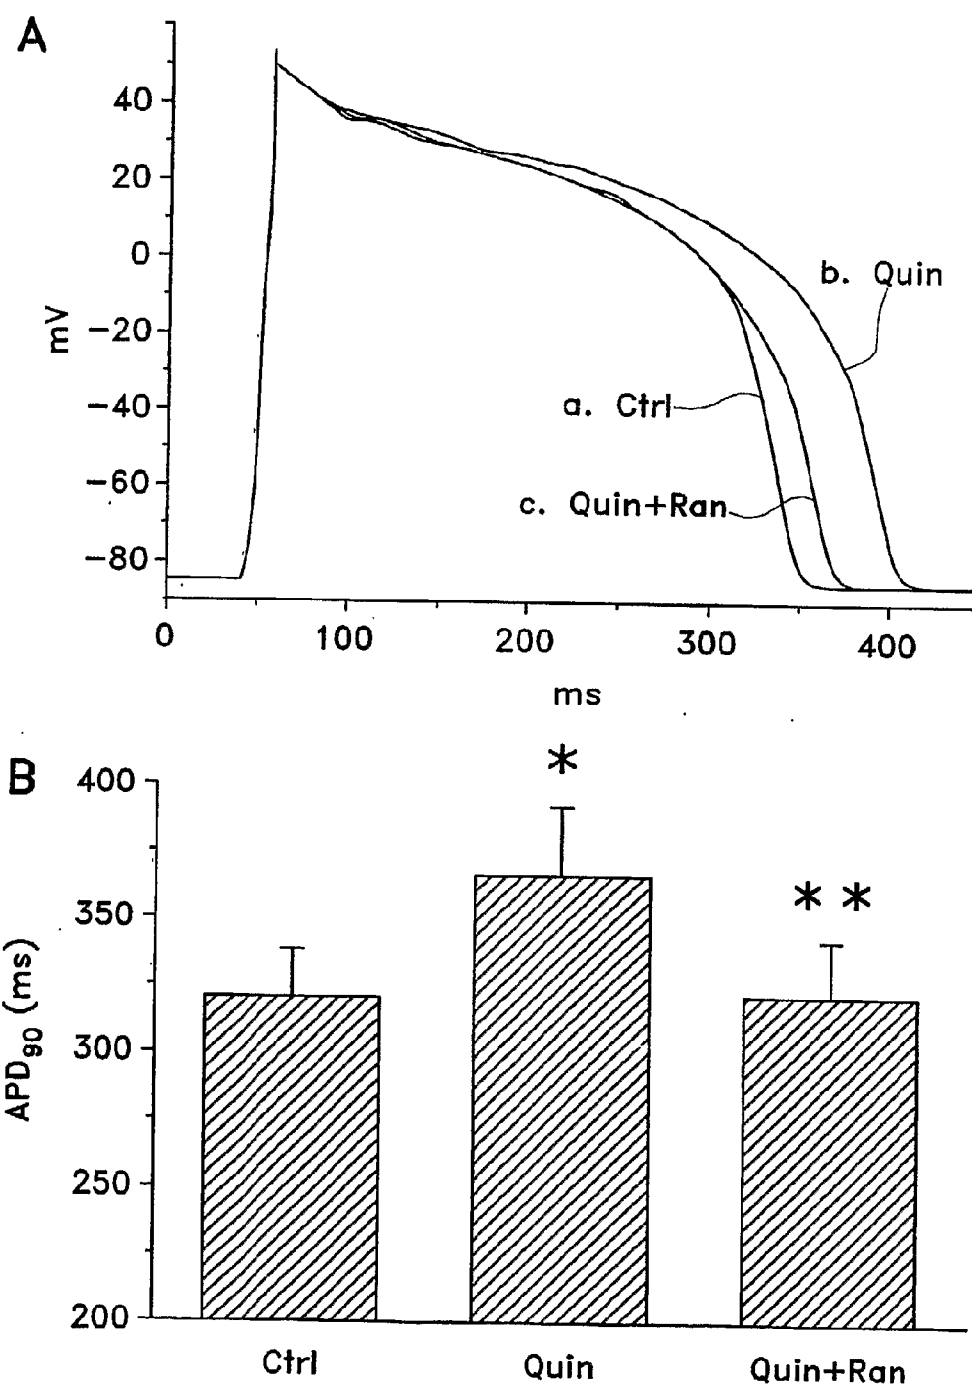 A
40
20
0
−20
−40
−60
−80
mV
b. Quin
a. Ctrl
c. Quin+Ran
0 100 200 300 400
ms
B
*
* *
400
350
300
250
200
APD90 (ms)
Ctrl Quin Quin+Ran